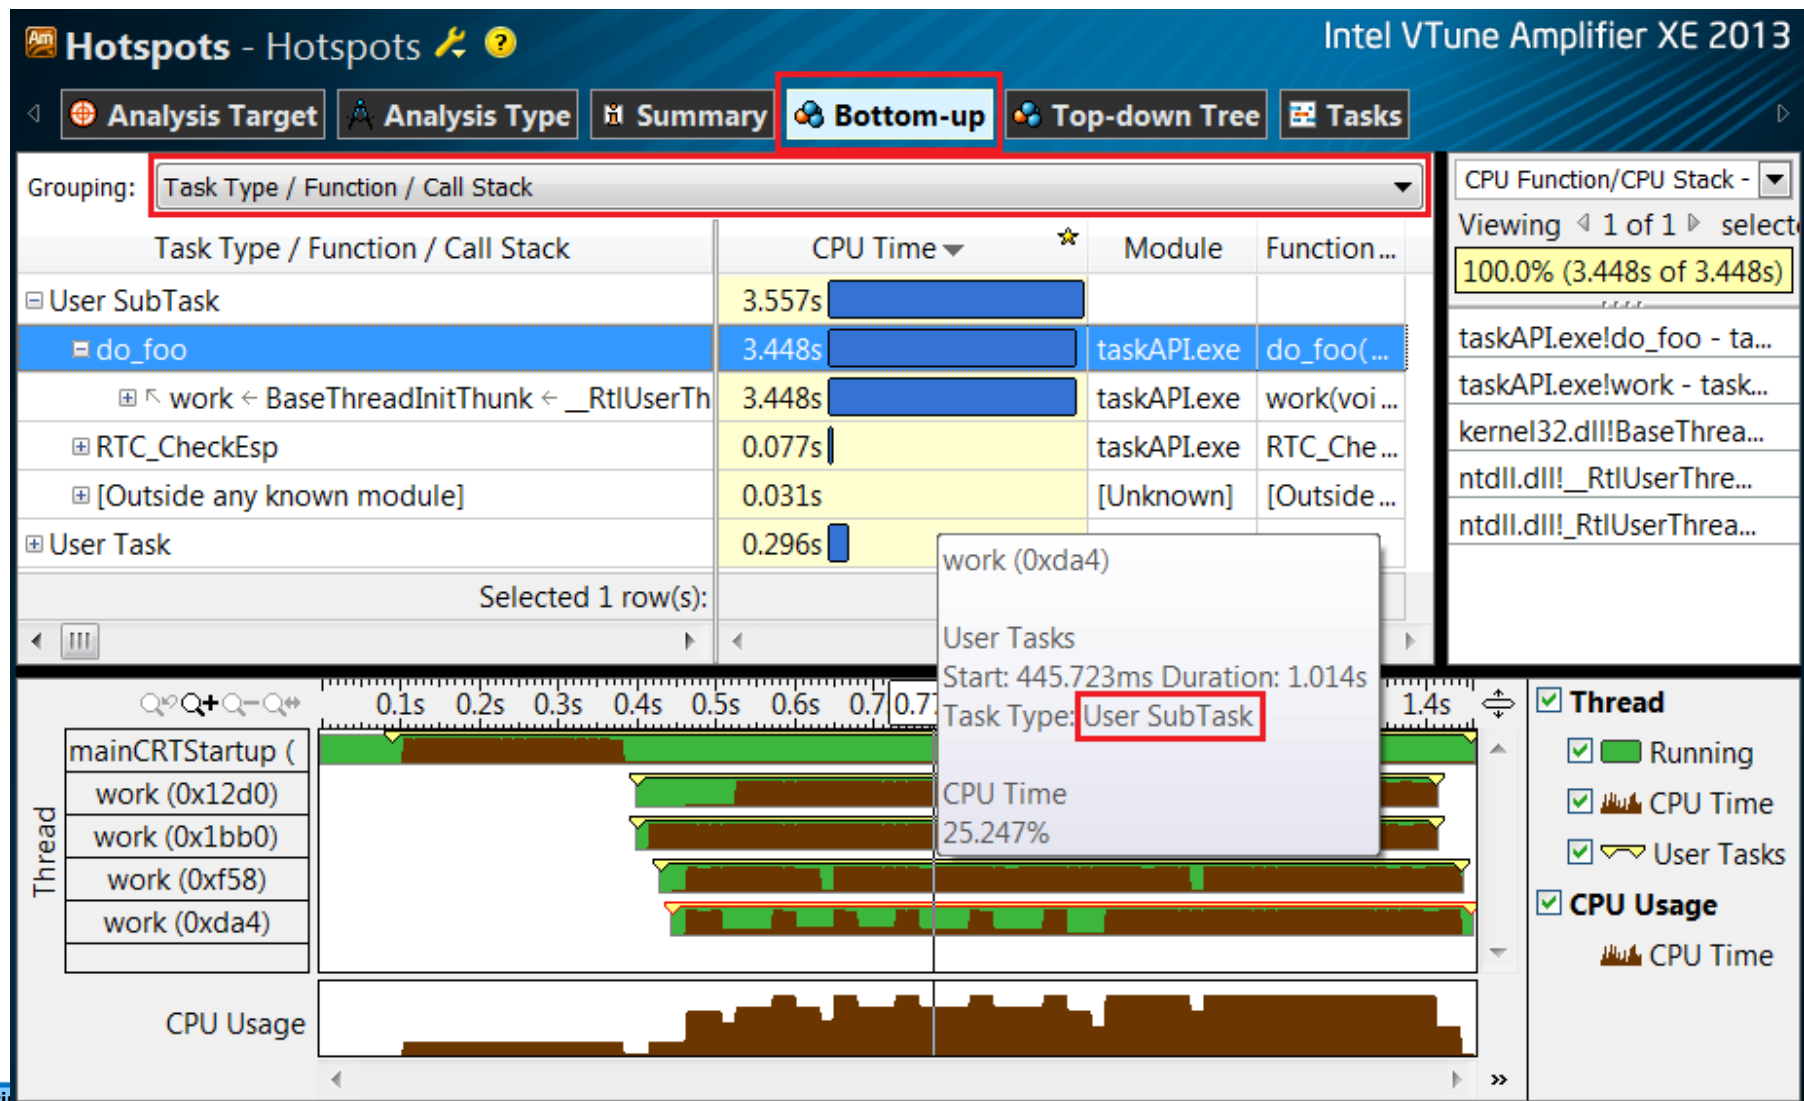 Hotspots - Hotspots
Intel VTune Amplifier XE 2013
Analysis Target
Analysis Type
Summary
Bottom-up
Top-down Tree
Tasks
Grouping: Task Type / Function / Call Stack
Task Type / Function / Call Stack
CPU Time
Module
Function...
User SubTask 3.557s
do_foo 3.448s taskAPI.exe do_foo(...
work ← BaseThreadInitThunk ← __RtlUserTh 3.448s taskAPI.exe work(voi...
RTC_CheckEsp 0.077s taskAPI.exe RTC_Che...
[Outside any known module] 0.031s [Unknown] [Outside...
User Task 0.296s
Selected 1 row(s):
CPU Function/CPU Stack -
Viewing 1 of 1 select
100.0% (3.448s of 3.448s)
taskAPI.exe!do_foo - ta...
taskAPI.exe!work - task...
kernel32.dll!BaseThrea...
ntdll.dll!__RtlUserThre...
ntdll.dll!_RtlUserThrea...
work (0xda4)
User Tasks
Start: 445.723ms Duration: 1.014s
Task Type: User SubTask
CPU Time
25.247%
0.1s 0.2s 0.3s 0.4s 0.5s 0.6s 0.7 0.7 1.4s
Thread
mainCRTStartup (
work (0x12d0)
work (0x1bb0)
work (0xf58)
work (0xda4)
CPU Usage
Thread
Running
CPU Time
User Tasks
CPU Usage
CPU Time